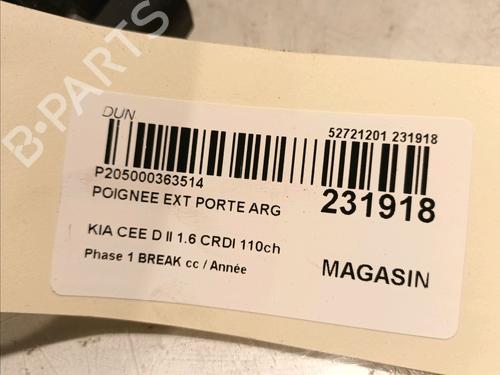 DUN
52721201 231918
P205000363514
POIGNEE EXT PORTE ARG
231918
KIA CEE D II 1.6 CRDI 110ch
Phase 1 BREAK cc / Année
MAGASIN
B-PARTS